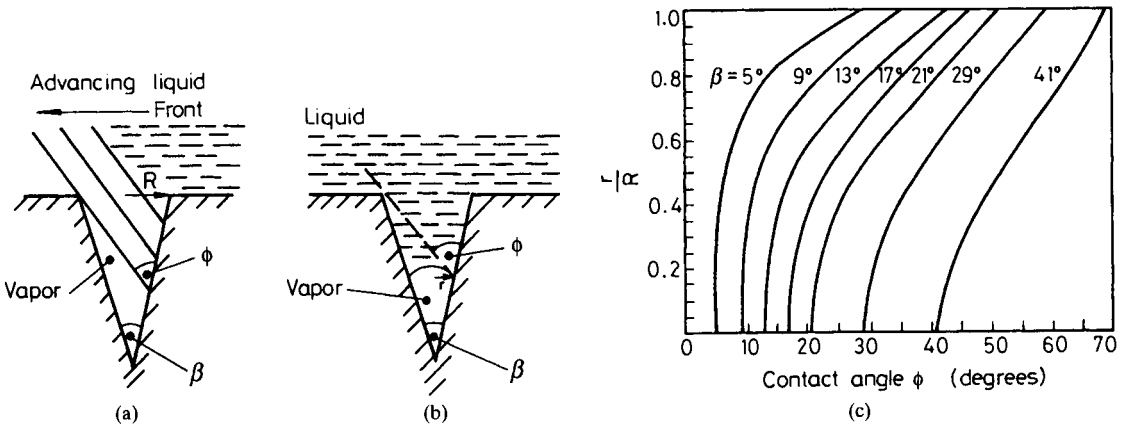 Advancing liquid
Front
R
Vapor
φ
β
(a)
Liquid
φ
r
Vapor
β
(b)
r/R
1.0
0.8
0.6
0.4
0.2
β = 5° 9° 13° 17° 21° 29° 41°
0 10 20 30 40 50 60 70
Contact angle φ (degrees)
(c)